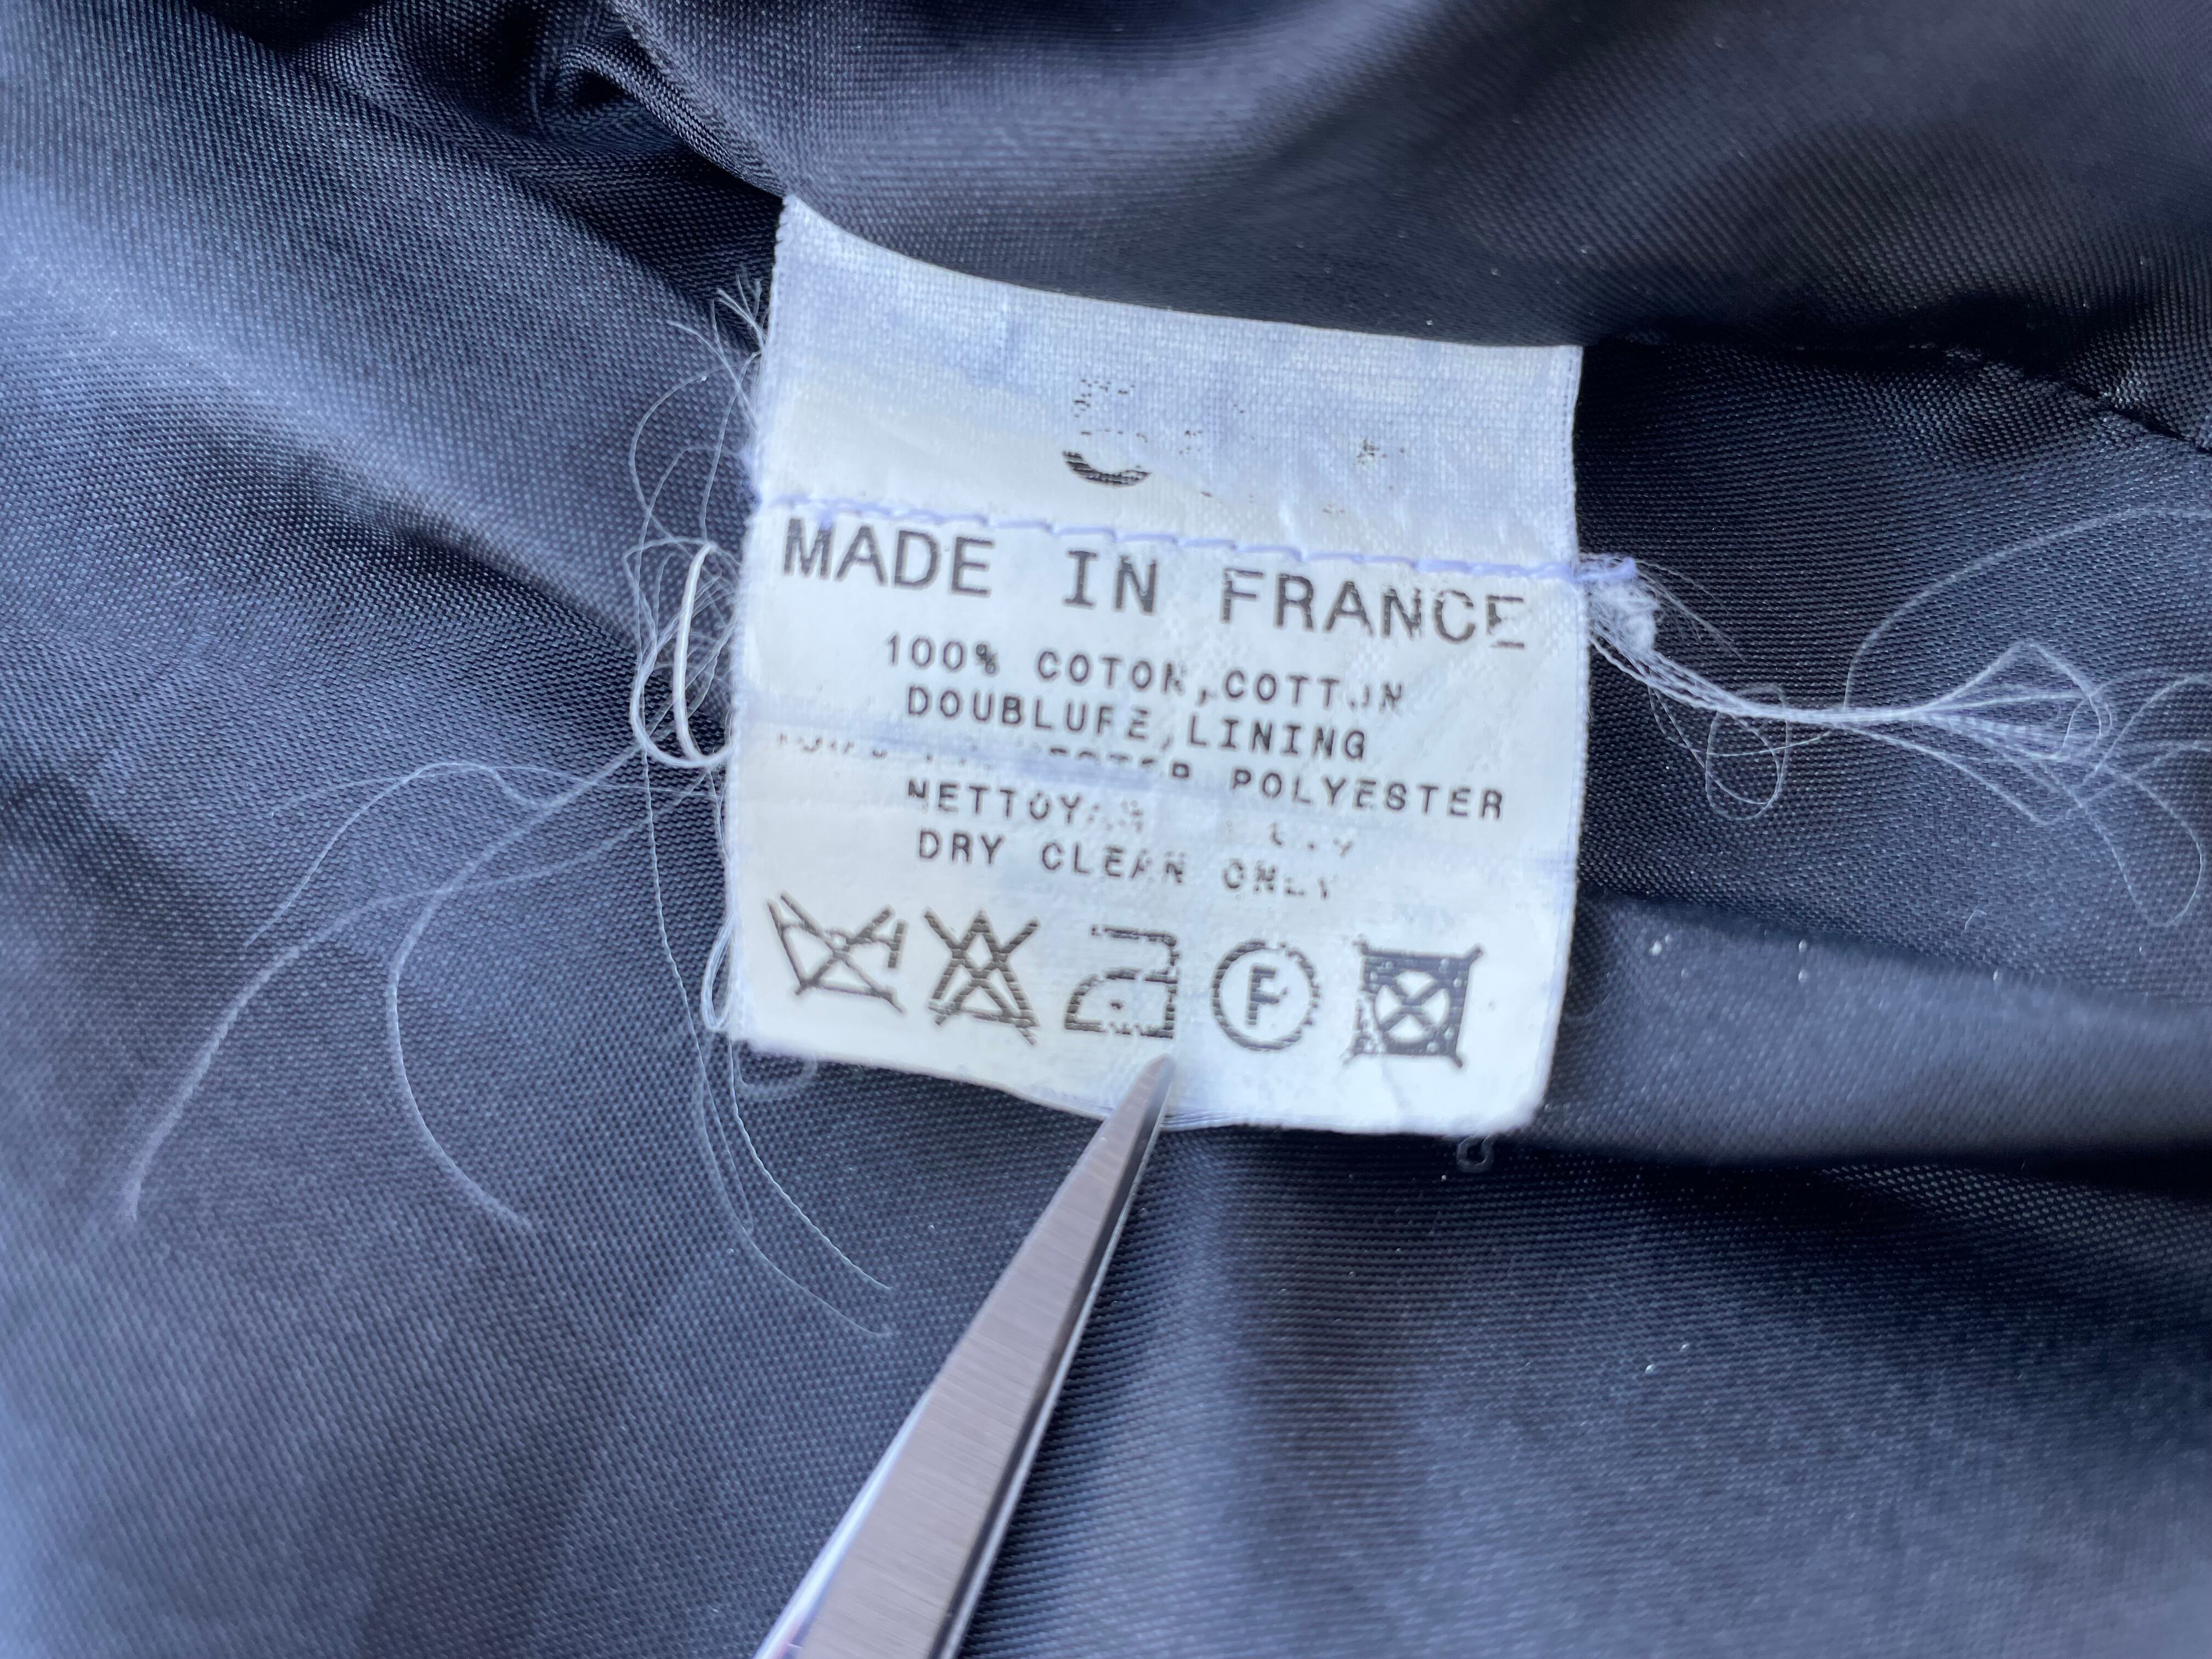 MADE IN FRANCE
100% COTON,COTTON
DOUBLURE,LINING
POLYESTER
DRY CLEAN ONLY
F